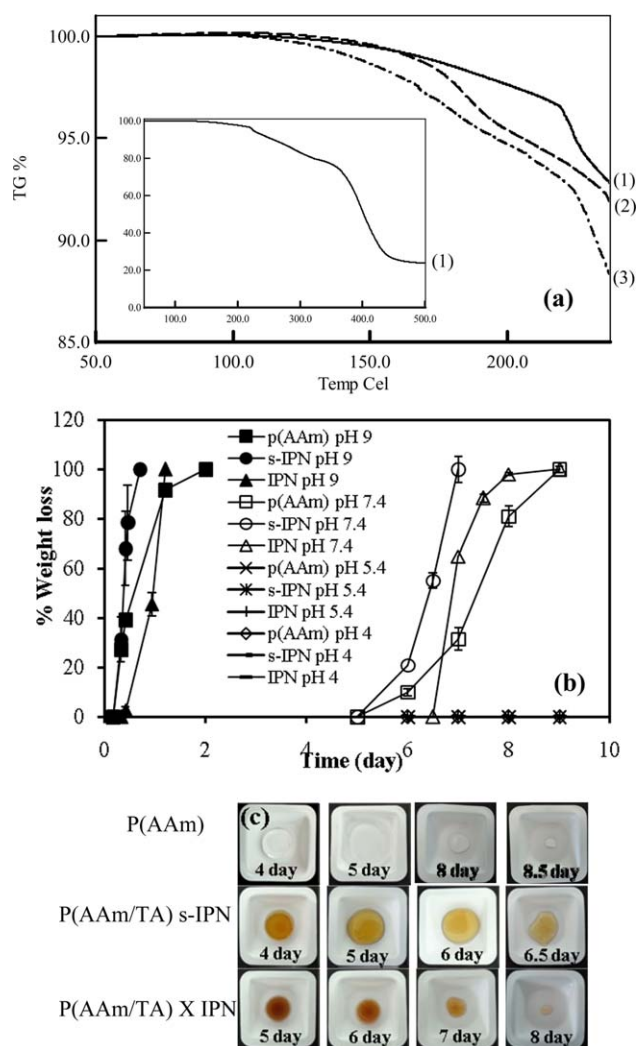 100.0
95.0
90.0
85.0
TG %
50.0 100.0 150.0 200.0
Temp Cel
100.0
80.0
60.0
40.0
20.0
0.0
100.0 200.0 300.0 400.0 500.0
(1)
(1)
(2)
(3)
(a)
120
100
80
60
40
20
0
% Weight loss
p(AAm) pH 9
s-IPN pH 9
IPN pH 9
p(AAm) pH 7.4
s-IPN pH 7.4
IPN pH 7.4
p(AAm) pH 5.4
s-IPN pH 5.4
IPN pH 5.4
p(AAm) pH 4
s-IPN pH 4
IPN pH 4
(b)
0 2 4 6 8 10
Time (day)
(c)
P(AAm)
4 day 5 day 8 day 8.5 day
P(AAm/TA) s-IPN
4 day 5 day 6 day 6.5 day
P(AAm/TA) X IPN
5 day 6 day 7 day 8 day